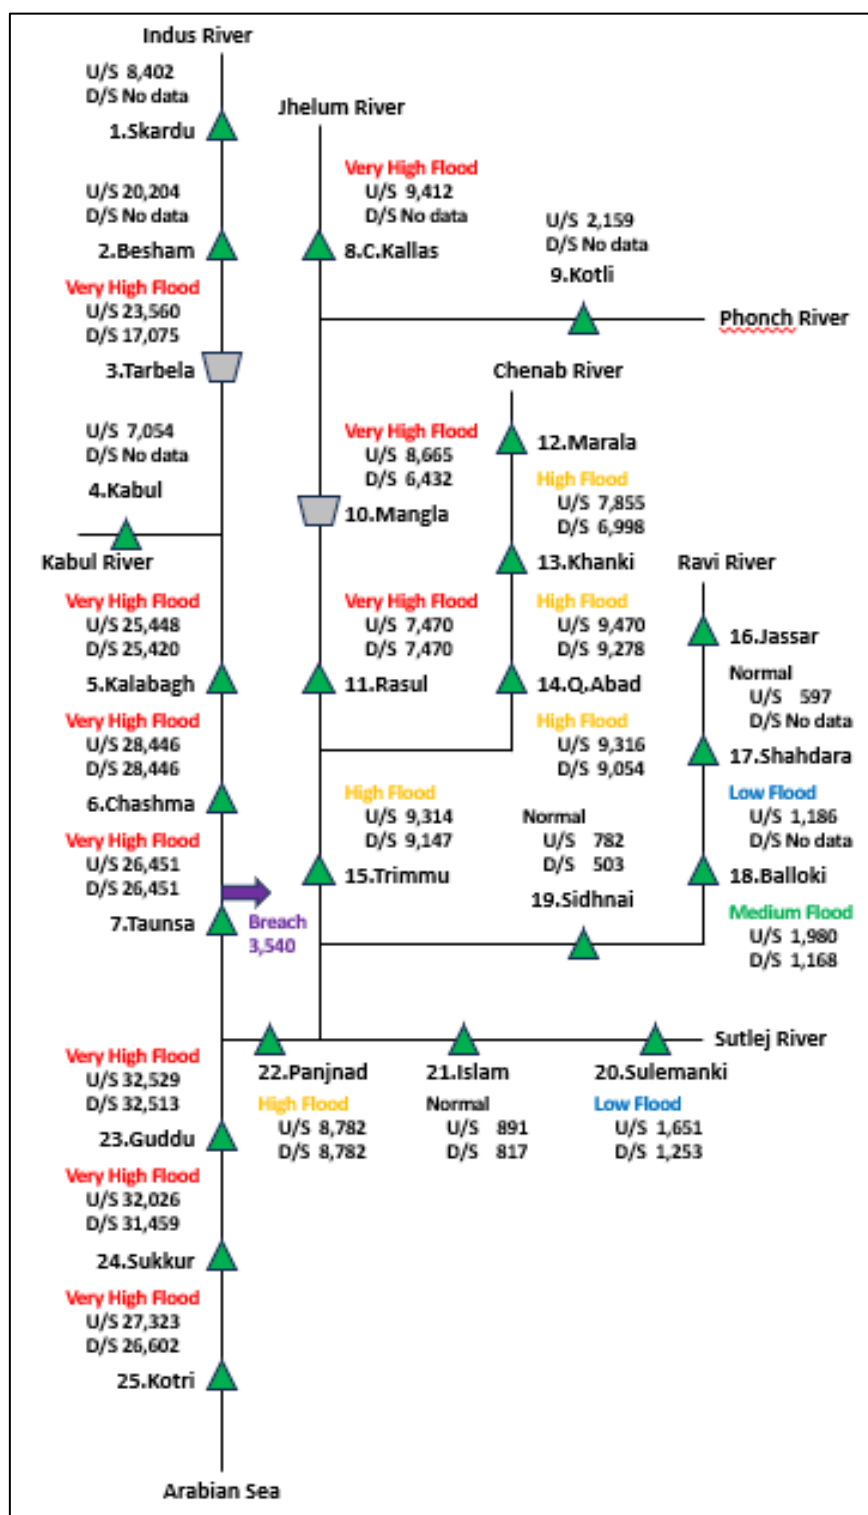 Indus River
U/S 8,402
D/S No data
1.Skardu
U/S 20,204
D/S No data
2.Besham
Very High Flood
U/S 23,560
D/S 17,075
3.Tarbela
U/S 7,054
D/S No data
4.Kabul
Kabul River
Very High Flood
U/S 25,448
D/S 25,420
5.Kalabagh
Very High Flood
U/S 28,446
D/S 28,446
6.Chashma
Very High Flood
U/S 26,451
D/S 26,451
7.Taunsa
Breach
3,540
Jhelum River
Very High Flood
U/S 9,412
D/S No data
8.C.Kallas
U/S 2,159
D/S No data
9.Kotli
Phonch River
Very High Flood
U/S 8,665
D/S 6,432
10.Mangla
Very High Flood
U/S 7,470
D/S 7,470
11.Rasul
Chenab River
12.Marala
High Flood
U/S 7,855
D/S 6,998
13.Khanki
High Flood
U/S 9,470
D/S 9,278
14.Q.Abad
High Flood
U/S 9,316
D/S 9,054
High Flood
U/S 9,314
D/S 9,147
15.Trimmu
Ravi River
16.Jassar
Normal
U/S 597
D/S No data
17.Shahdara
Low Flood
U/S 1,186
D/S No data
18.Balloki
Medium Flood
U/S 1,980
D/S 1,168
Normal
U/S 782
D/S 503
19.Sidhnai
Sutlej River
20.Sulemanki
Low Flood
U/S 1,651
D/S 1,253
21.Islam
Normal
U/S 891
D/S 817
22.Panjnad
High Flood
U/S 8,782
D/S 8,782
Very High Flood
U/S 32,529
D/S 32,513
23.Guddu
Very High Flood
U/S 32,026
D/S 31,459
24.Sukkur
Very High Flood
U/S 27,323
D/S 26,602
25.Kotri
Arabian Sea